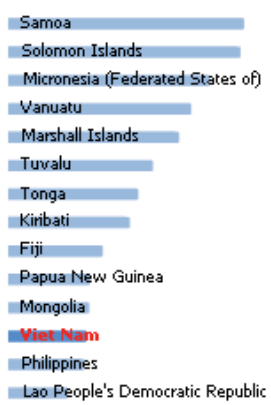 Samoa
Solomon Islands
Micronesia (Federated States of)
Vanuatu
Marshall Islands
Tuvalu
Tonga
Kiribati
Fiji
Papua New Guinea
Mongolia
Viet Nam
Philippines
Lao People's Democratic Republic